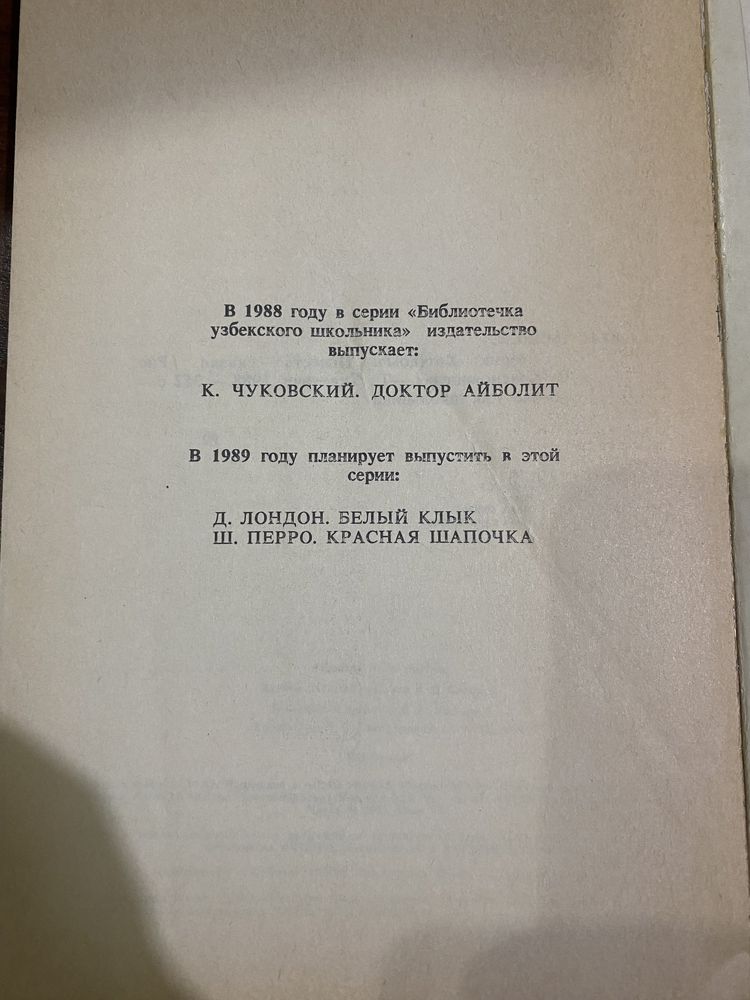 В 1988 году в серии «Библиотечка
узбекского школьника» издательство
выпускает:
К. ЧУКОВСКИЙ. ДОКТОР АЙБОЛИТ
В 1989 году планирует выпустить в этой
серии:
Д. ЛОНДОН. БЕЛЫЙ КЛЫК
Ш. ПЕРРО. КРАСНАЯ ШАПОЧКА